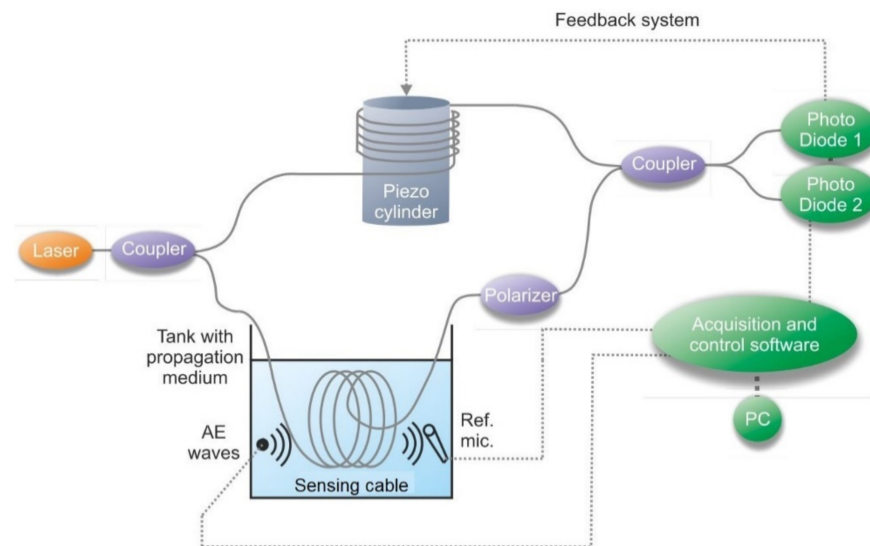 Feedback system
Photo
Diode 1
Coupler
Photo
Diode 2
Piezo
cylinder
Laser
Coupler
Polarizer
Tank with
propagation
medium
Acquisition and
control software
AE
waves
Ref.
mic.
PC
Sensing cable